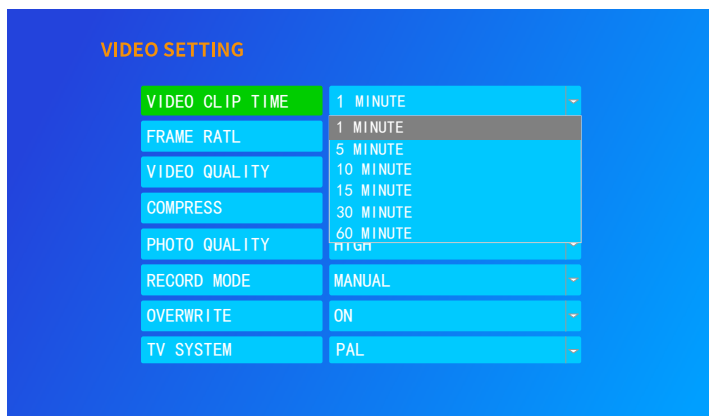 VIDEO SETTING
VIDEO CLIP TIME 1 MINUTE
FRAME RATL 1 MINUTE
5 MINUTE
VIDEO QUALITY 10 MINUTE
15 MINUTE
COMPRESS 30 MINUTE
60 MINUTE
PHOTO QUALITY HIGH
RECORD MODE MANUAL
OVERWRITE ON
TV SYSTEM PAL